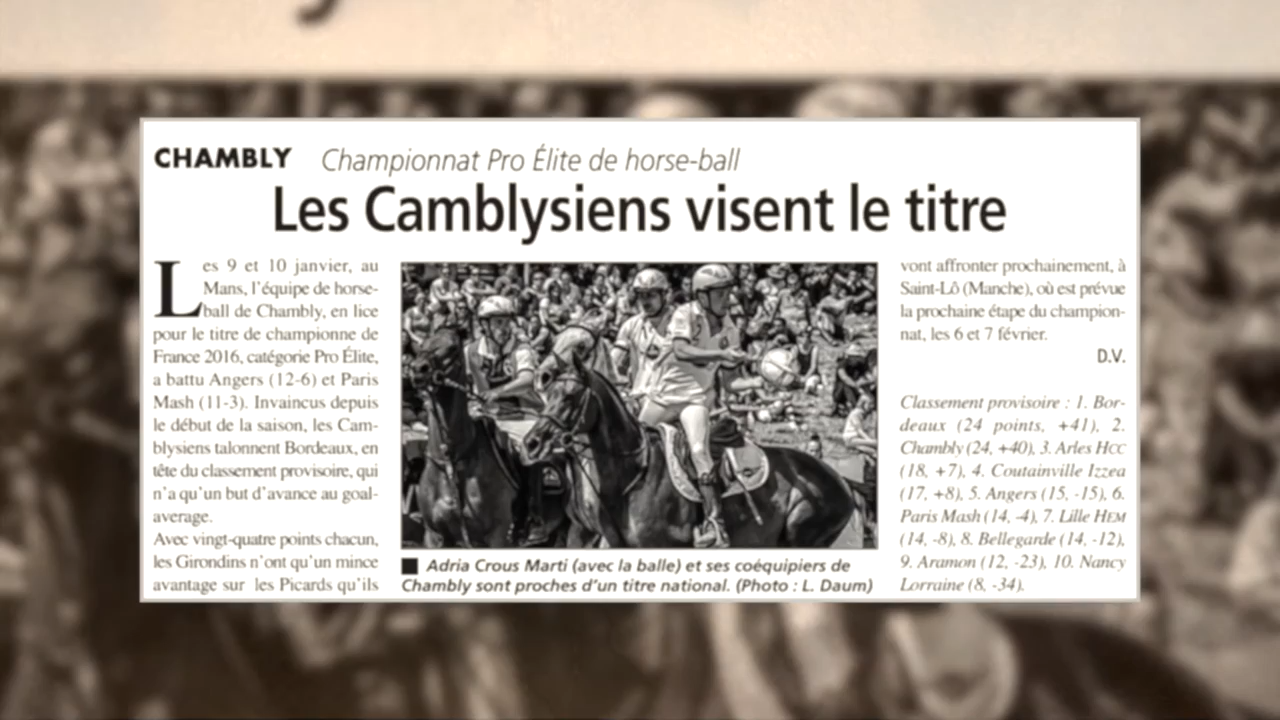 CHAMBLY Championnat Pro Élite de horse-ball
Les Camblysiens visent le titre
Les 9 et 10 janvier, au
Mans, l'équipe de horse-
ball de Chambly, en lice
pour le titre de championne de
France 2016, catégorie Pro Élite,
a battu Angers (12-6) et Paris
Mash (11-3). Invaincus depuis
le début de la saison, les Cam-
blysiens talonnent Bordeaux, en
tête du classement provisoire, qui
n'a qu'un but d'avance au goal-
average.
Avec vingt-quatre points chacun,
les Girondins n'ont qu'un mince
avantage sur les Picards qu'ils
■ Adria Crous Marti (avec la balle) et ses coéquipiers de
Chambly sont proches d'un titre national. (Photo : L. Daum)
vont affronter prochainement, à
Saint-Lô (Manche), où est prévue
la prochaine étape du champion-
nat, les 6 et 7 février.
D.V.
Classement provisoire : 1. Bor-
deaux (24 points, +41), 2.
Chambly (24, +40), 3. Arles HCC
(18, +7), 4. Coutainville Izzea
(17, +8), 5. Angers (15, -15), 6.
Paris Mash (14, -4), 7. Lille HEM
(14, -8), 8. Bellegarde (14, -12),
9. Aramon (12, -23), 10. Nancy
Lorraine (8, -34).